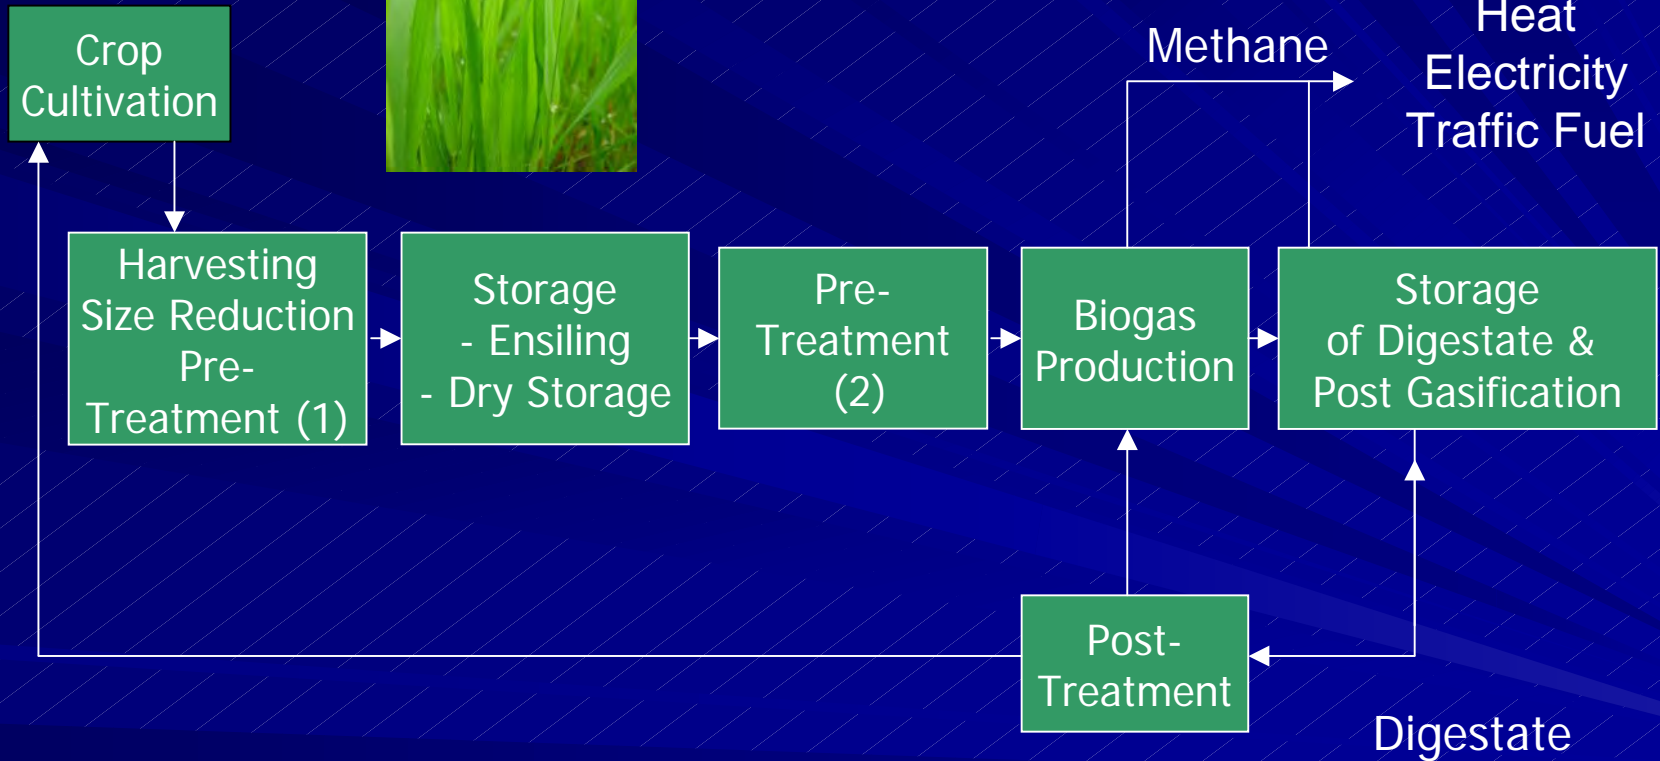 Crop
Cultivation
Methane
Heat
Electricity
Traffic Fuel
Harvesting
Size Reduction
Pre-
Treatment (1)
Storage
- Ensiling
- Dry Storage
Pre-
Treatment
(2)
Biogas
Production
Storage
of Digestate &
Post Gasification
Post-
Treatment
Digestate